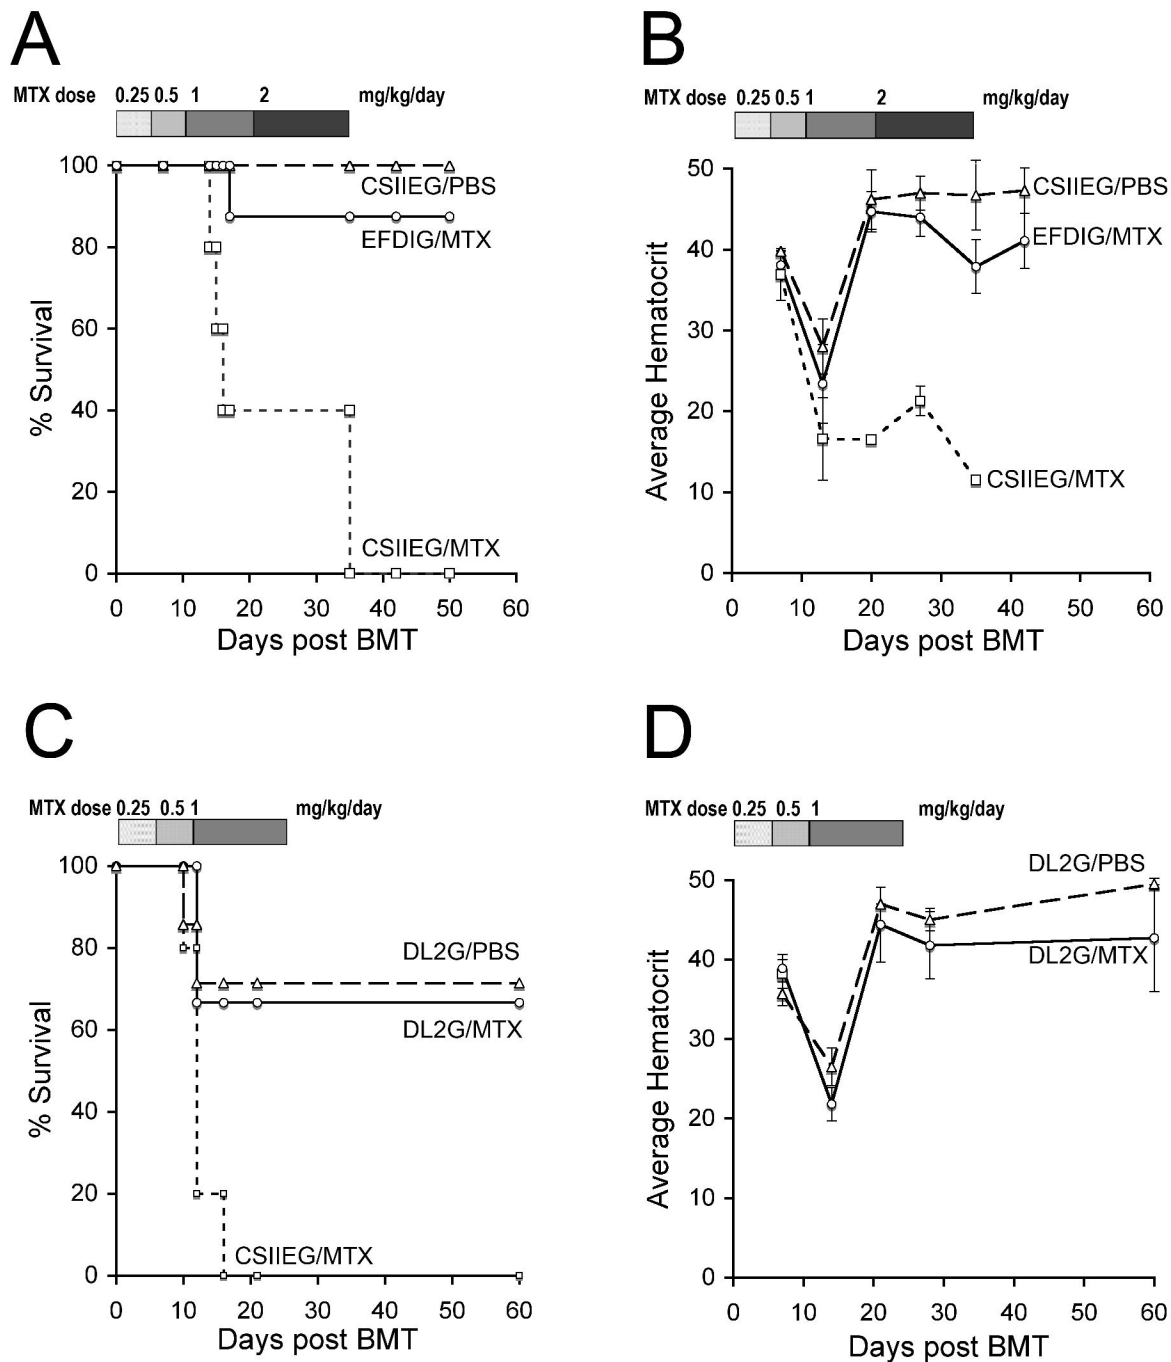 A
MTX dose 0.25 0.5 1 2 mg/kg/day
100
80
60
40
20
0
% Survival
CSIIEG/PBS
EFDIG/MTX
CSIIEG/MTX
0 10 20 30 40 50 60
Days post BMT
B
MTX dose 0.25 0.5 1 2 mg/kg/day
50
40
30
20
10
0
Average Hematocrit
CSIIEG/PBS
EFDIG/MTX
CSIIEG/MTX
0 10 20 30 40 50 60
Days post BMT
C
MTX dose 0.25 0.5 1 mg/kg/day
100
80
60
40
20
0
% Survival
DL2G/PBS
DL2G/MTX
CSIIEG/MTX
0 10 20 30 40 50 60
Days post BMT
D
MTX dose 0.25 0.5 1 mg/kg/day
50
40
30
20
10
0
Average Hematocrit
DL2G/PBS
DL2G/MTX
0 10 20 30 40 50 60
Days post BMT